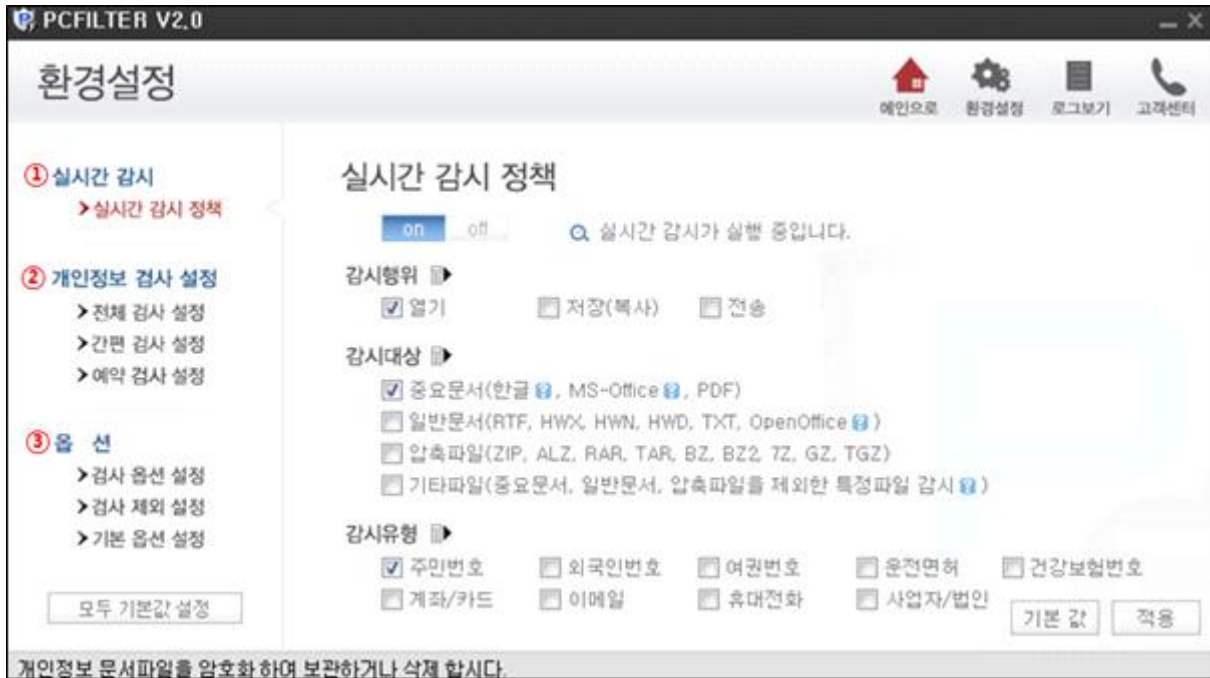 PCFILTER V2.0
환경설정
메인으로 환경설정 로그보기 고객센터
① 실시간 감시
실시간 감시 정책
② 개인정보 검사 설정
전체 검사 설정
간편 검사 설정
예약 검사 설정
③ 옵 션
검사 옵션 설정
검사 제외 설정
기본 옵션 설정
모두 기본값 설정
실시간 감시 정책
on off 실시간 감시가 실행 중입니다.
감시행위
열기 저장(복사) 전송
감시대상
중요문서(한글, MS-Office, PDF)
일반문서(RTF, HWX, HWN, HWD, TXT, OpenOffice)
압축파일(ZIP, ALZ, RAR, TAR, BZ, BZ2, 7Z, GZ, TGZ)
기타파일(중요문서, 일반문서, 압축파일을 제외한 특정파일 감시)
감시유형
주민번호 외국인번호 여권번호 운전면허 건강보험번호
계좌/카드 이메일 휴대전화 사업자/법인
기본 값 적용
개인정보 문서파일을 암호화 하여 보관하거나 삭제 합시다.